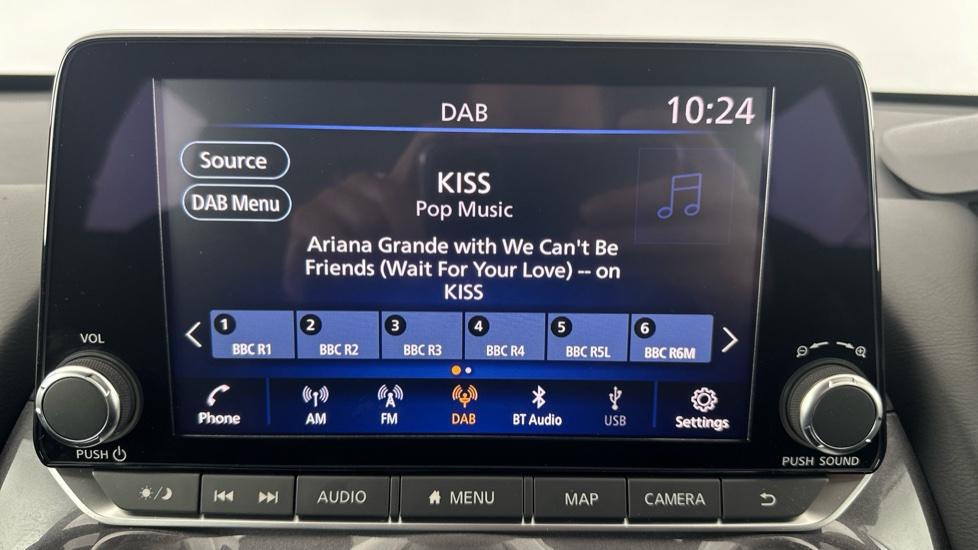 DAB
10:24
Source
DAB Menu
KISS
Pop Music
Ariana Grande with We Can't Be
Friends (Wait For Your Love) -- on
KISS
1 BBC R1
2 BBC R2
3 BBC R3
4 BBC R4
5 BBC R5L
6 BBC R6M
Phone
AM
FM
DAB
BT Audio
USB
Settings
VOL
PUSH
PUSH SOUND
AUDIO
MENU
MAP
CAMERA